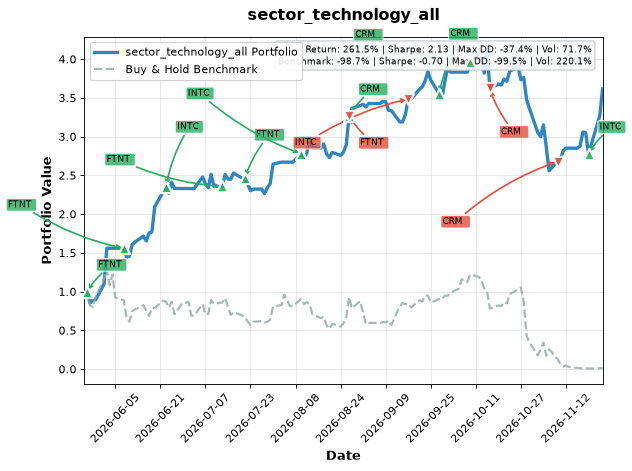 sector_technology_all
CRM
CRM
sector_technology_all Portfolio
Buy & Hold Benchmark
Return: 261.5% | Sharpe: 2.13 | Max DD: -37.4% | Vol: 71.7%
Benchmark: -98.7% | Sharpe: -0.70 | Max DD: -99.5% | Vol: 220.1%
INTC
CRM
INTC
FTNT
INTC
FTNT
CRM
INTC
FTNT
FTNT
CRM
FTNT
Portfolio Value
4.0
3.5
3.0
2.5
2.0
1.5
1.0
0.5
0.0
2026-06-05
2026-06-21
2026-07-07
2026-07-23
2026-08-08
2026-08-24
2026-09-09
2026-09-25
2026-10-11
2026-10-27
2026-11-12
Date